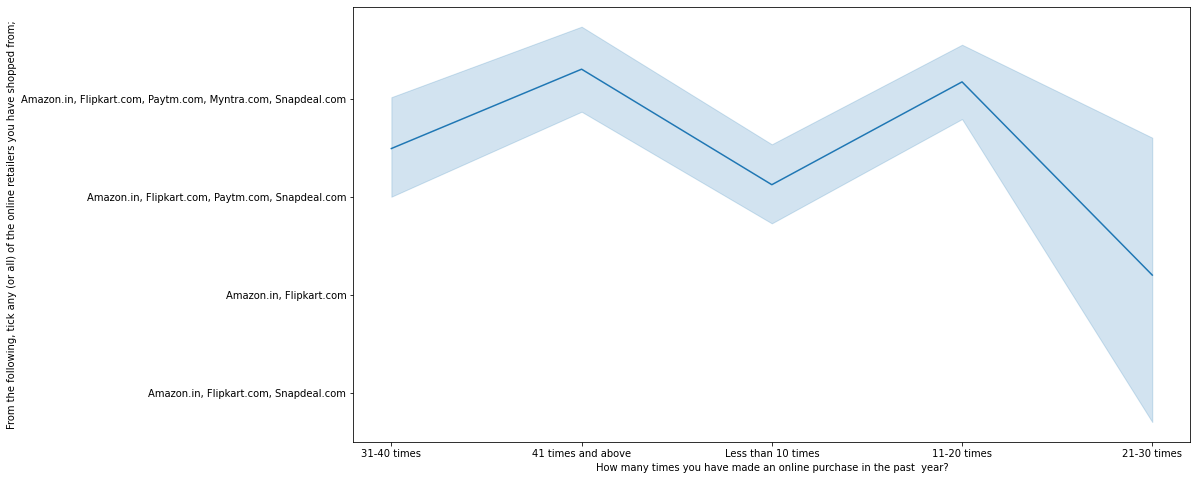 From the following, tick any (or all) of the online retailers you have shopped from;
Amazon.in, Flipkart.com, Paytm.com, Myntra.com, Snapdeal.com
Amazon.in, Flipkart.com, Paytm.com, Snapdeal.com
Amazon.in, Flipkart.com
Amazon.in, Flipkart.com, Snapdeal.com
31-40 times
41 times and above
Less than 10 times
11-20 times
21-30 times
How many times you have made an online purchase in the past  year?